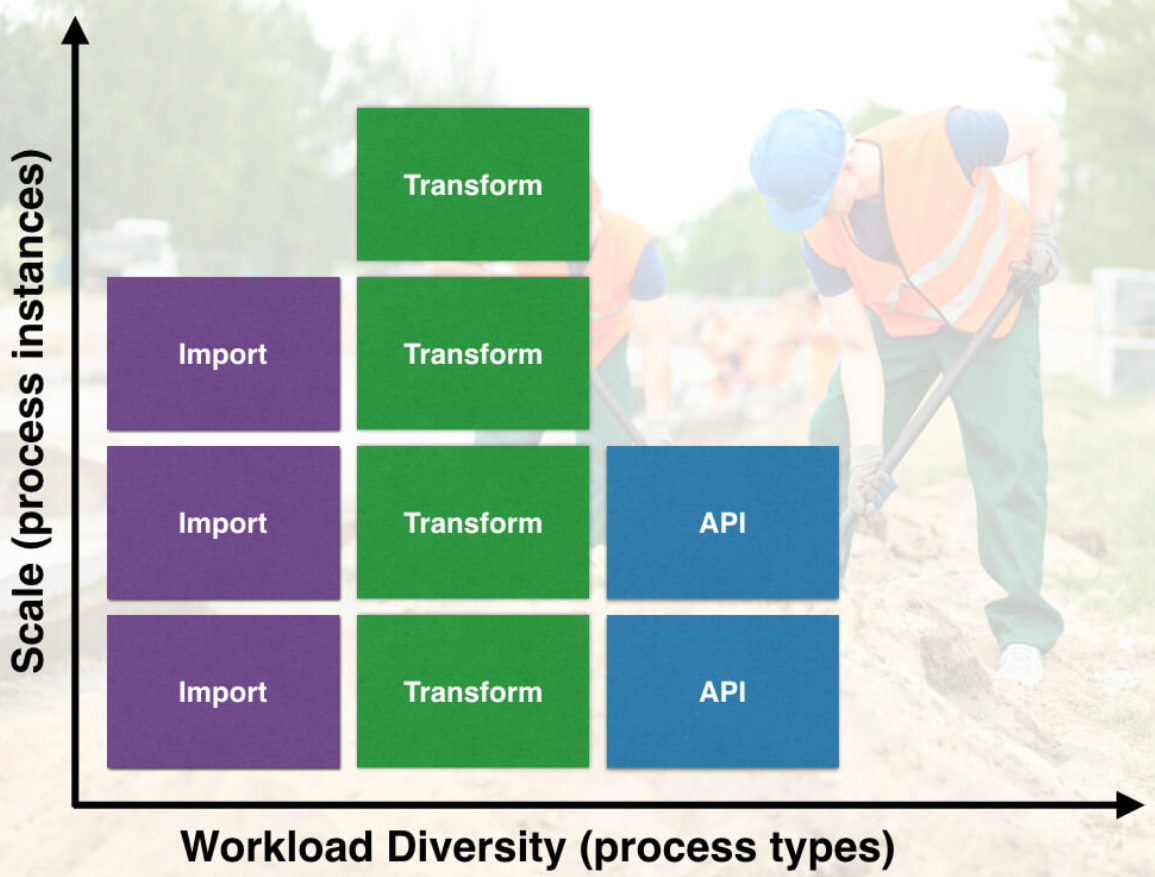 Scale (process instances)
Transform
Import
Transform
Import
Transform
API
Import
Transform
API
Workload Diversity (process types)